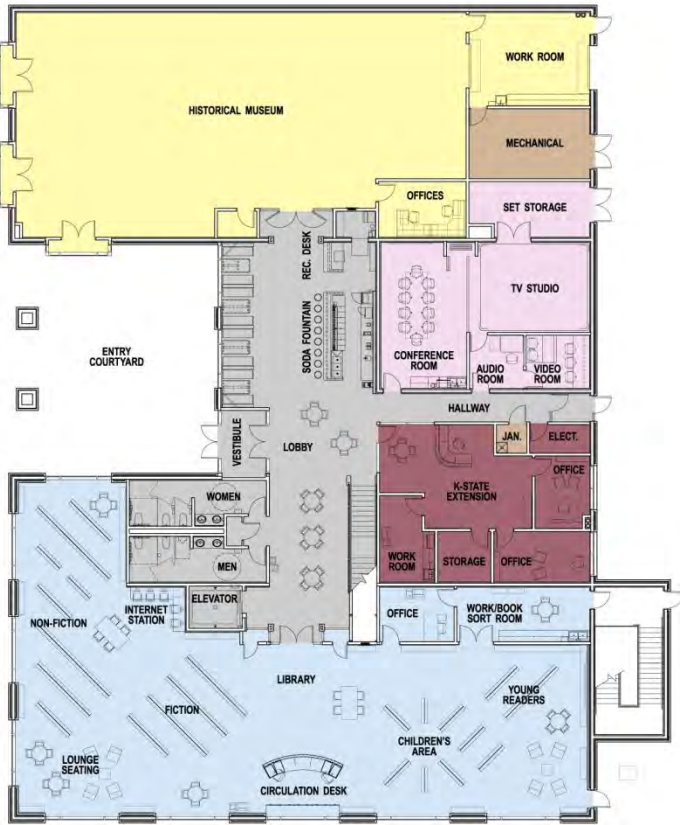 WORK ROOM
HISTORICAL MUSEUM
MECHANICAL
OFFICES
SET STORAGE
REC. DESK
TV STUDIO
SODA FOUNTAIN
ENTRY
COURTYARD
CONFERENCE
ROOM
AUDIO
ROOM
VIDEO
ROOM
HALLWAY
VESTIBULE
LOBBY
JAN.
ELECT.
OFFICE
K-STATE
EXTENSION
WOMEN
MEN
WORK
ROOM
STORAGE
OFFICE
ELEVATOR
INTERNET
STATION
NON-FICTION
OFFICE
WORK/BOOK
SORT ROOM
LIBRARY
YOUNG
READERS
FICTION
CHILDREN'S
AREA
LOUNGE
SEATING
CIRCULATION DESK